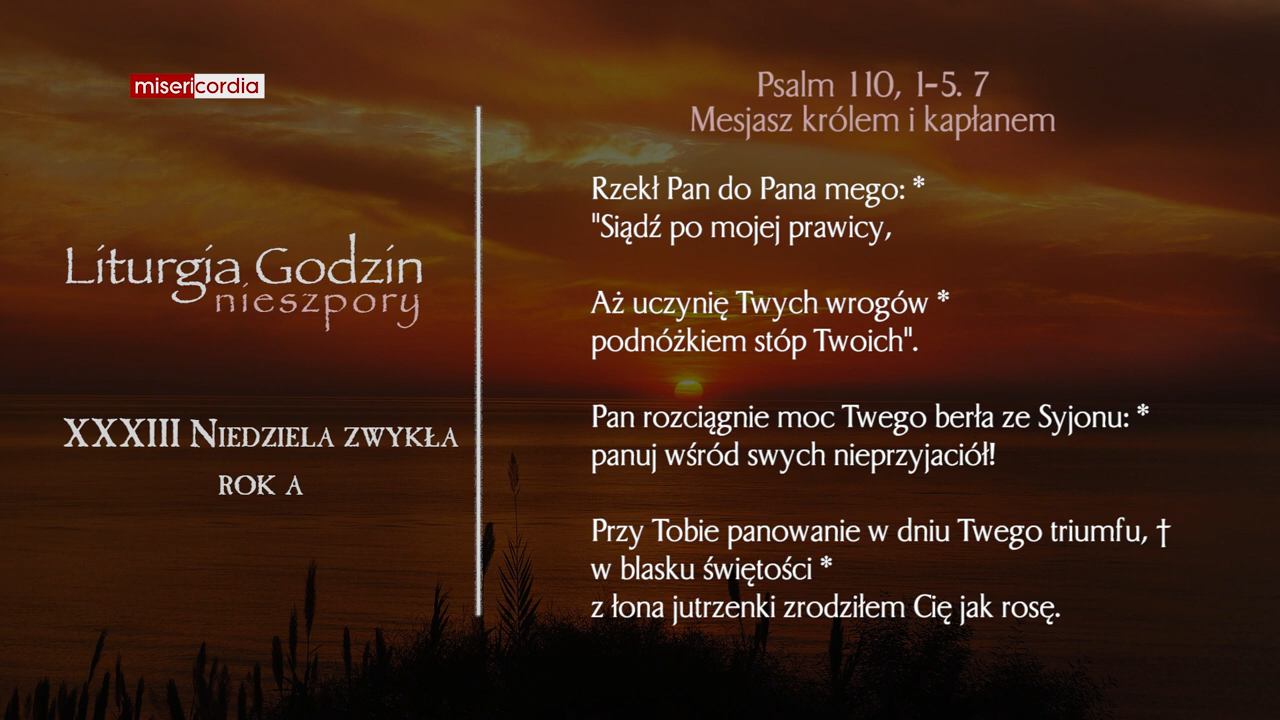 misericordia
Liturgia Godzin
nieszpory
XXXIII Niedziela zwykła
rok a
Psalm 110, 1-5. 7
Mesjasz królem i kapłanem
Rzekł Pan do Pana mego: *
"Siądź po mojej prawicy,
Aż uczynię Twych wrogów *
podnóżkiem stóp Twoich".
Pan rozciągnie moc Twego berła ze Syjonu: *
panuj wśród swych nieprzyjaciół!
Przy Tobie panowanie w dniu Twego triumfu, †
w blasku świętości *
z łona jutrzenki zrodziłem Cię jak rosę.